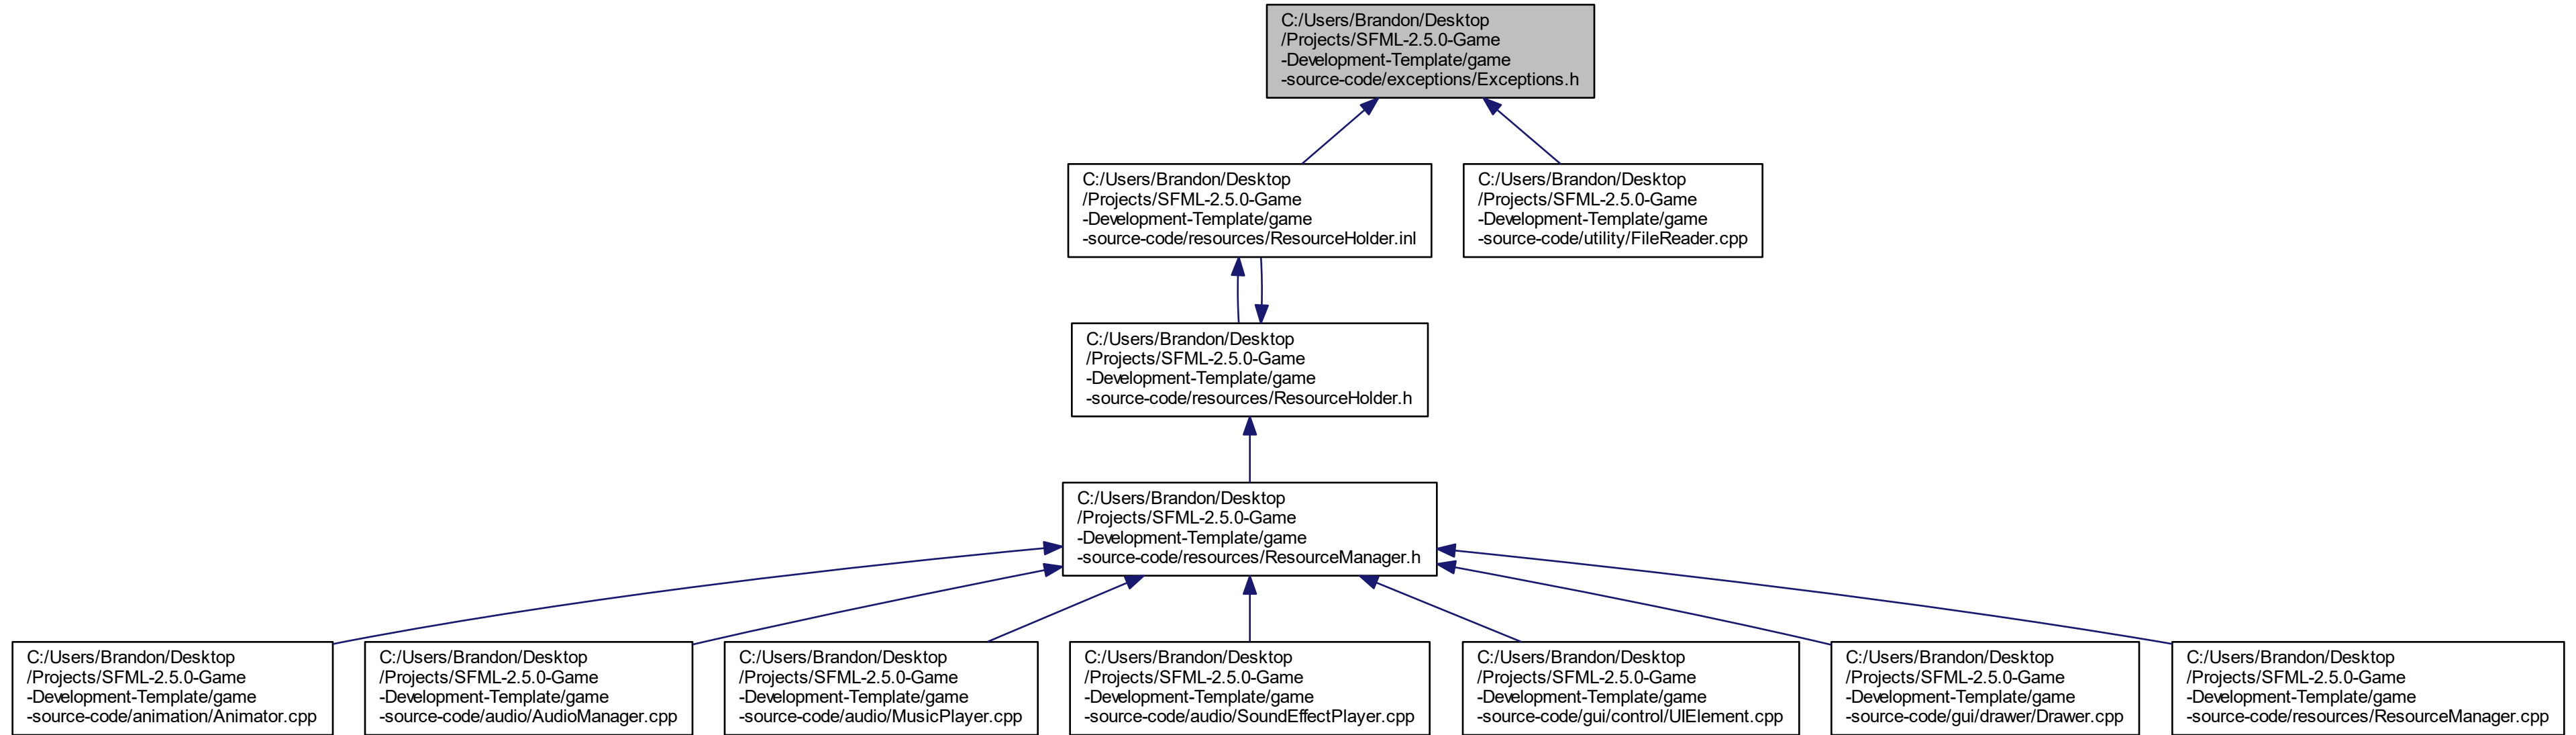 C:/Users/Brandon/Desktop
/Projects/SFML-2.5.0-Game
-Development-Template/game
-source-code/exceptions/Exceptions.h
C:/Users/Brandon/Desktop
/Projects/SFML-2.5.0-Game
-Development-Template/game
-source-code/resources/ResourceHolder.inl
C:/Users/Brandon/Desktop
/Projects/SFML-2.5.0-Game
-Development-Template/game
-source-code/utility/FileReader.cpp
C:/Users/Brandon/Desktop
/Projects/SFML-2.5.0-Game
-Development-Template/game
-source-code/resources/ResourceHolder.h
C:/Users/Brandon/Desktop
/Projects/SFML-2.5.0-Game
-Development-Template/game
-source-code/resources/ResourceManager.h
C:/Users/Brandon/Desktop
/Projects/SFML-2.5.0-Game
-Development-Template/game
-source-code/animation/Animator.cpp
C:/Users/Brandon/Desktop
/Projects/SFML-2.5.0-Game
-Development-Template/game
-source-code/audio/AudioManager.cpp
C:/Users/Brandon/Desktop
/Projects/SFML-2.5.0-Game
-Development-Template/game
-source-code/audio/MusicPlayer.cpp
C:/Users/Brandon/Desktop
/Projects/SFML-2.5.0-Game
-Development-Template/game
-source-code/audio/SoundEffectPlayer.cpp
C:/Users/Brandon/Desktop
/Projects/SFML-2.5.0-Game
-Development-Template/game
-source-code/gui/control/UIElement.cpp
C:/Users/Brandon/Desktop
/Projects/SFML-2.5.0-Game
-Development-Template/game
-source-code/gui/drawer/Drawer.cpp
C:/Users/Brandon/Desktop
/Projects/SFML-2.5.0-Game
-Development-Template/game
-source-code/resources/ResourceManager.cpp